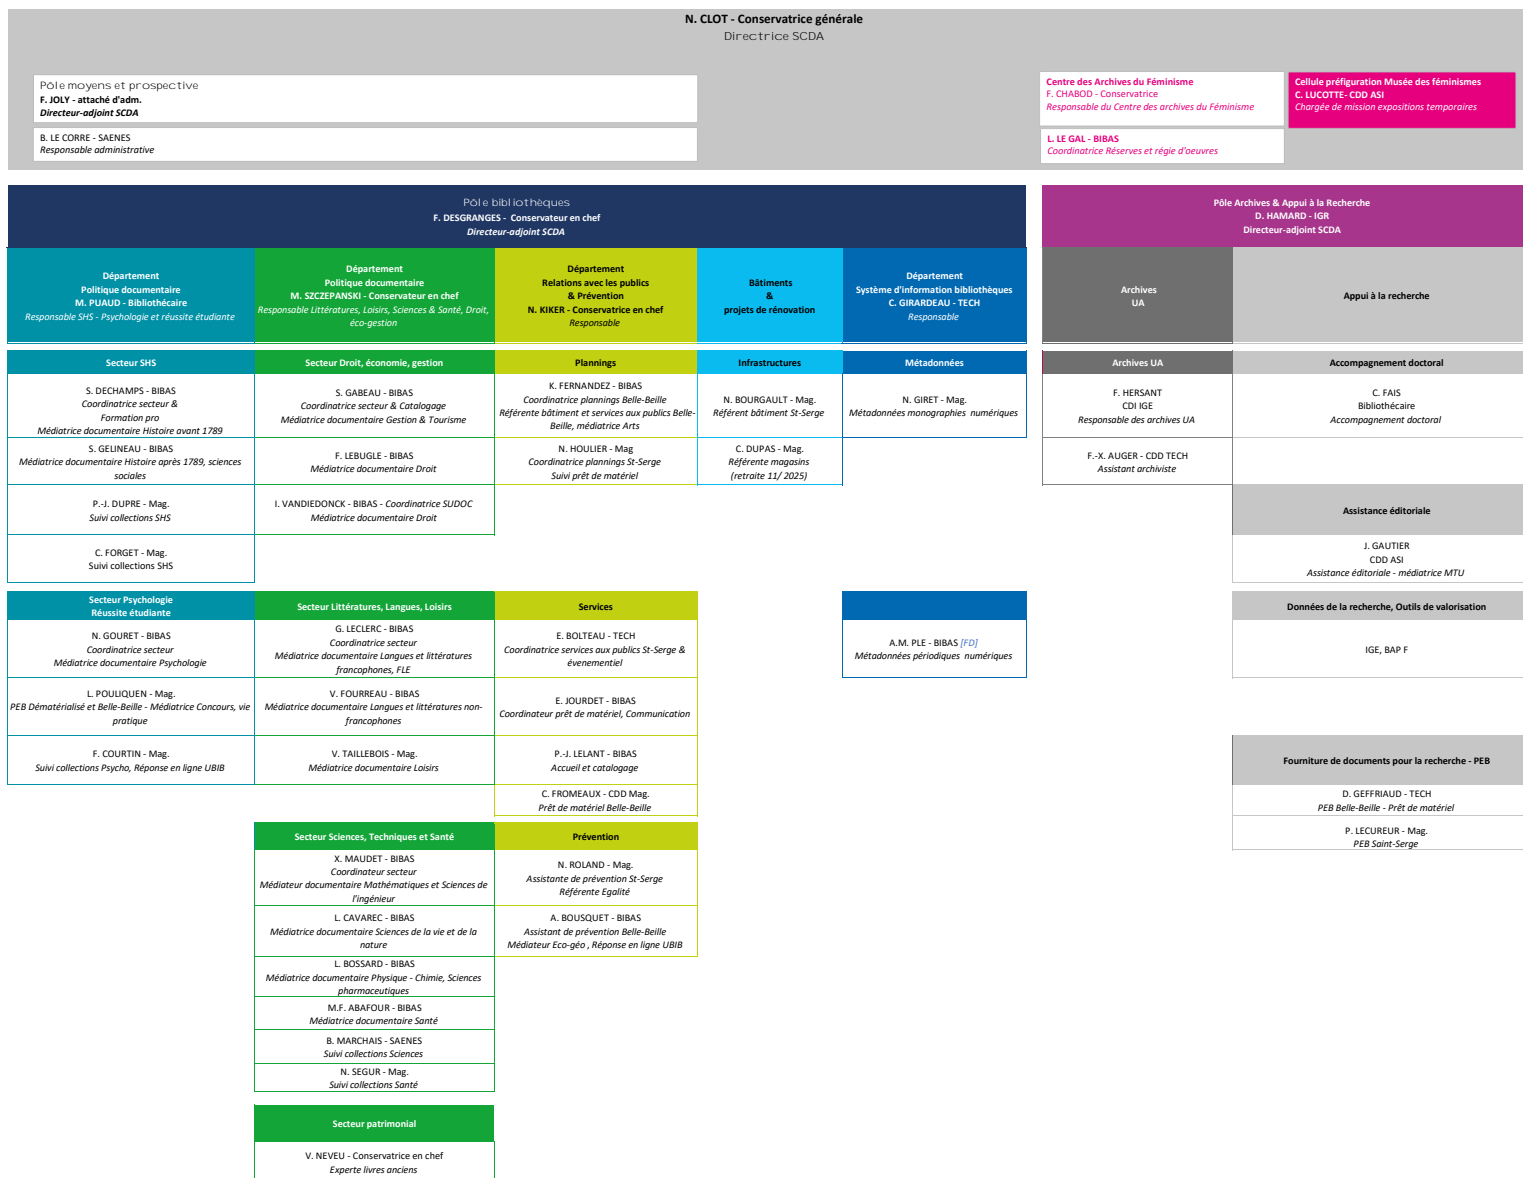 N. CLOT - Conservatrice générale
Directrice SCDA
Pôle moyens et prospective
F. JOLY - attaché d'adm.
Directeur-adjoint SCDA
B. LE CORRE - SAENES
Responsable administrative
Centre des Archives du Féminisme
F. CHABOD - Conservatrice
Responsable du Centre des archives du Féminisme
L. LE GAL - BIBAS
Coordinatrice Réserves et régie d'oeuvres
Cellule préfiguration Musée des féminismes
C. LUCOTTE- CDD ASI
Chargée de mission expositions temporaires
Pôle bibliothèques
F. DESGRANGES - Conservateur en chef
Directeur-adjoint SCDA
Pôle Archives & Appui à la Recherche
D. HAMARD - IGR
Directeur-adjoint SCDA
Département
Politique documentaire
M. PUAUD - Bibliothécaire
Responsable SHS - Psychologie et réussite étudiante
Secteur SHS
S. DECHAMPS - BIBAS
Coordinatrice secteur &
Formation pro
Médiatrice documentaire Histoire avant 1789
S. GELINEAU - BIBAS
Médiatrice documentaire Histoire après 1789, sciences
sociales
P.-J. DUPRE - Mag.
Suivi collections SHS
C. FORGET - Mag.
Suivi collections SHS
Secteur Psychologie
Réussite étudiante
N. GOURET - BIBAS
Coordinatrice secteur
Médiatrice documentaire Psychologie
L. POULIQUEN - Mag.
PEB Dématérialisé et Belle-Beille - Médiatrice Concours, vie
pratique
F. COURTIN - Mag.
Suivi collections Psycho, Réponse en ligne UBIB
Département
Politique documentaire
M. SZCZEPANSKI - Conservateur en chef
Responsable Littératures, Loisirs, Sciences & Santé, Droit,
éco-gestion
Secteur Droit, économie, gestion
S. GABEAU - BIBAS
Coordinatrice secteur & Catalogage
Médiatrice documentaire Gestion & Tourisme
F. LEBUGLE - BIBAS
Médiatrice documentaire Droit
I. VANDIEDONCK - BIBAS - Coordinatrice SUDOC
Médiatrice documentaire Droit
Secteur Littératures, Langues, Loisirs
G. LECLERC - BIBAS
Coordinatrice secteur
Médiatrice documentaire Langues et littératures
francophones, FLE
V. FOURREAU - BIBAS
Médiatrice documentaire Langues et littératures non-
francophones
V. TAILLEBOIS - Mag.
Médiatrice documentaire Loisirs
Secteur Sciences, Techniques et Santé
X. MAUDET - BIBAS
Coordinateur secteur
Médiateur documentaire Mathématiques et Sciences de
l'ingénieur
L. CAVAREC - BIBAS
Médiatrice documentaire Sciences de la vie et de la
nature
L. BOSSARD - BIBAS
Médiatrice documentaire Physique - Chimie, Sciences
pharmaceutiques
M.F. ABAFOUR - BIBAS
Médiatrice documentaire Santé
B. MARCHAIS - SAENES
Suivi collections Sciences
N. SEGUR - Mag.
Suivi collections Santé
Secteur patrimonial
V. NEVEU - Conservatrice en chef
Experte livres anciens
Département
Relations avec les publics
& Prévention
N. KIKER - Conservatrice en chef
Responsable
Plannings
K. FERNANDEZ - BIBAS
Coordinatrice plannings Belle-Beille
Référente bâtiment et services aux publics Belle-
Beille, médiatrice Arts
N. HOULIER - Mag
Coordinatrice plannings St-Serge
Suivi prêt de matériel
Services
E. BOLTEAU - TECH
Coordinatrice services aux publics St-Serge &
évenementiel
E. JOURDET - BIBAS
Coordinateur prêt de matériel, Communication
P.-J. LELANT - BIBAS
Accueil et catalogage
C. FROMEAUX - CDD Mag.
Prêt de matériel Belle-Beille
Prévention
N. ROLAND - Mag.
Assistante de prévention St-Serge
Référente Egalité
A. BOUSQUET - BIBAS
Assistant de prévention Belle-Beille
Médiateur Eco-géo , Réponse en ligne UBIB
Bâtiments
&
projets de rénovation
Infrastructures
N. BOURGAULT - Mag.
Référent bâtiment St-Serge
C. DUPAS - Mag.
Référente magasins
(retraite 11/ 2025)
Département
Système d'information bibliothèques
C. GIRARDEAU - TECH
Responsable
Métadonnées
N. GIRET - Mag.
Métadonnées monographies numériques
A.M. PLE - BIBAS [FD]
Métadonnées périodiques numériques
Archives
UA
Archives UA
F. HERSANT
CDI IGE
Responsable des archives UA
F.-X. AUGER - CDD TECH
Assistant archiviste
Appui à la recherche
Accompagnement doctoral
C. FAIS
Bibliothécaire
Accompagnement doctoral
Assistance éditoriale
J. GAUTIER
CDD ASI
Assistance éditoriale - médiatrice MTU
Données de la recherche, Outils de valorisation
IGE, BAP F
Fourniture de documents pour la recherche - PEB
D. GEFFRIAUD - TECH
PEB Belle-Beille - Prêt de matériel
P. LECUREUR - Mag.
PEB Saint-Serge